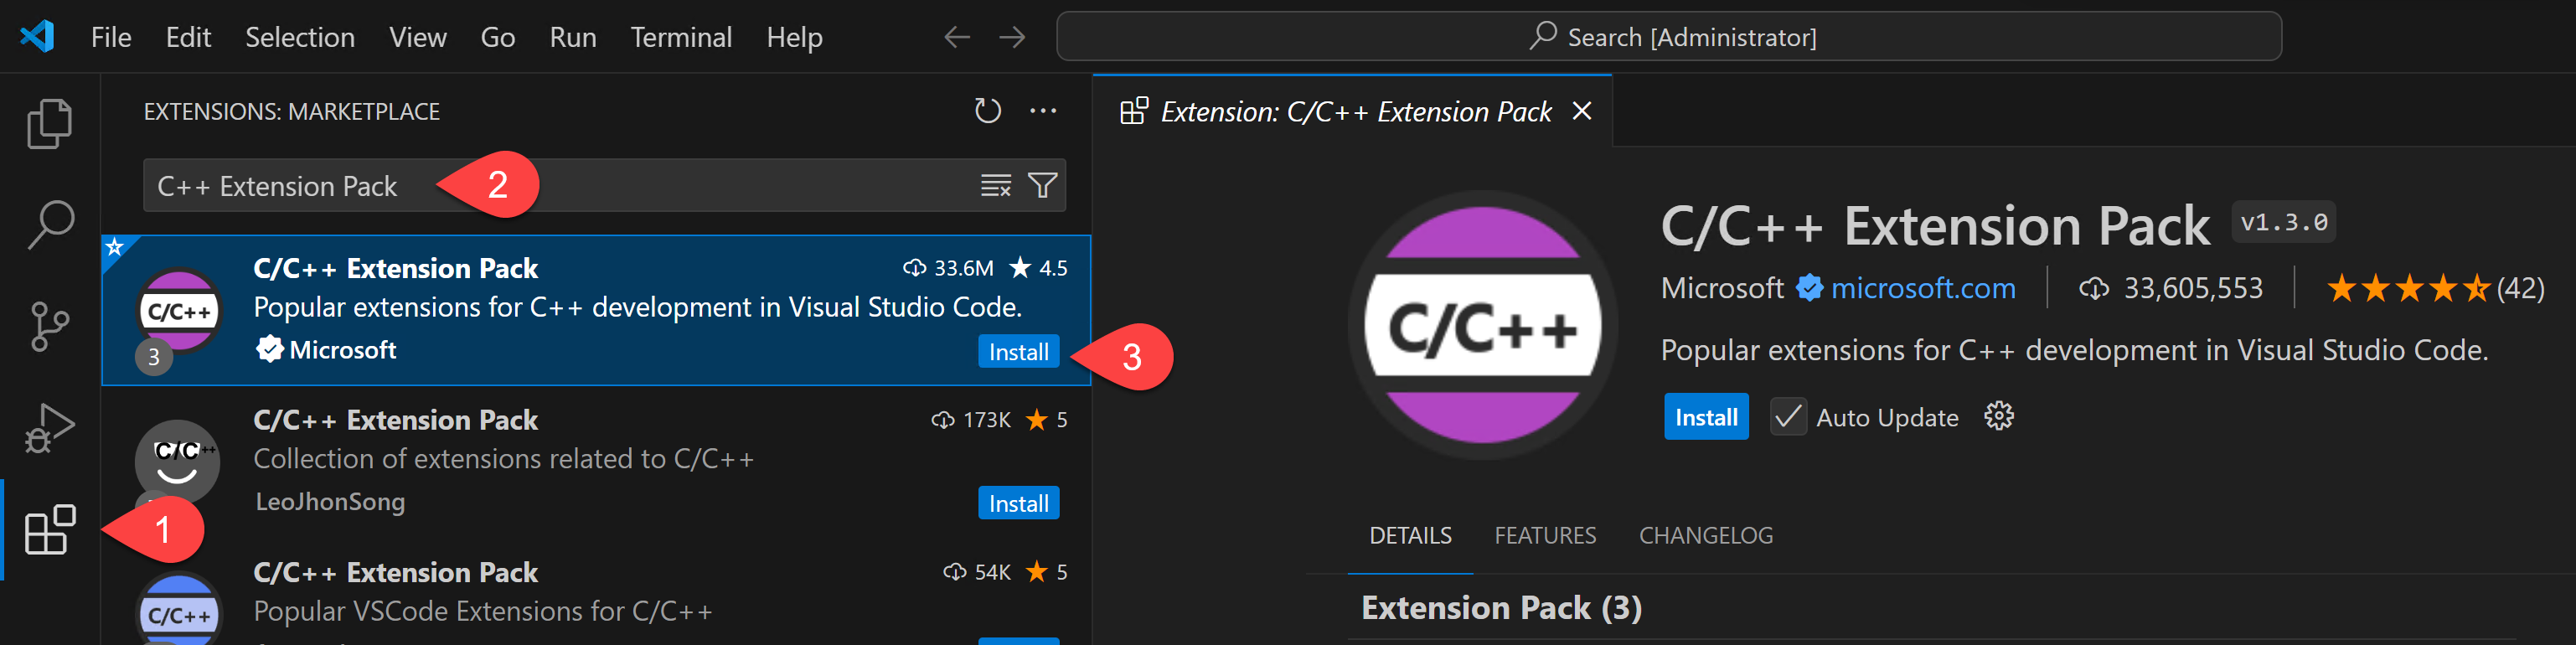 File Edit Selection View Go Run Terminal Help
Search [Administrator]
EXTENSIONS: MARKETPLACE
C++ Extension Pack
2
C/C++ Extension Pack 33.6M 4.5
Popular extensions for C++ development in Visual Studio Code.
C/C++
3
Microsoft
Install
3
C/C++ Extension Pack 173K 5
C/C++
Collection of extensions related to C/C++
LeoJhonSong
Install
1
C/C++ Extension Pack 54K 5
Popular VSCode Extensions for C/C++
C/C++
Extension: C/C++ Extension Pack
C/C++
C/C++ Extension Pack v1.3.0
Microsoft microsoft.com 33,605,553 (42)
Popular extensions for C++ development in Visual Studio Code.
Install Auto Update
DETAILS FEATURES CHANGELOG
Extension Pack (3)